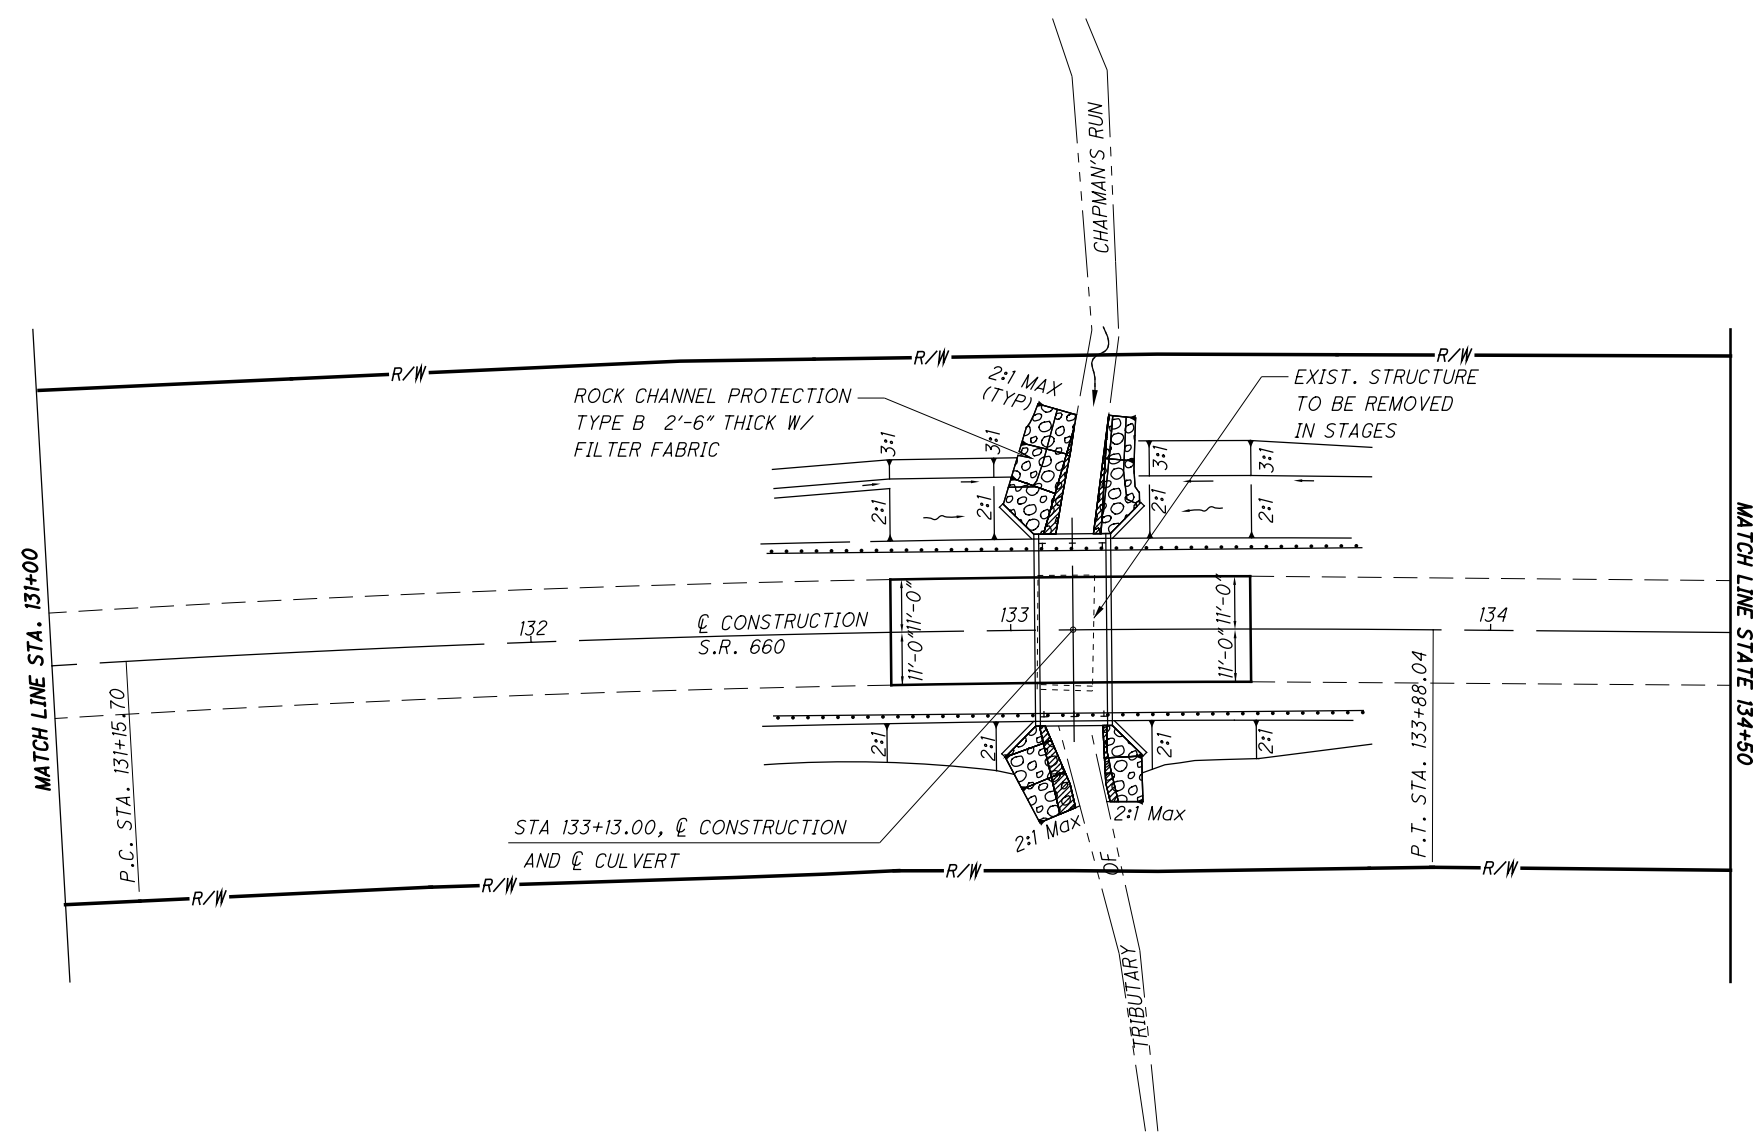 CHAPMAN'S RUN
R/W
R/W
R/W
2:1 MAX
(TYP)
EXIST. STRUCTURE
TO BE REMOVED
IN STAGES
ROCK CHANNEL PROTECTION
TYPE B 2'-6" THICK W/
FILTER FABRIC
3:1
3:1
3:1
3:1
2:1
2:1
2:1
2:1
MATCH LINE STA. 131+00
MATCH LINE STATE 134+50
132
℄ CONSTRUCTION
S.R. 660
11'-0"
11'-0"
133
11'-0"
11'-0"
134
P.C. STA. 131+15.70
P.T. STA. 133+88.04
2:1
2:1
2:1
2:1
STA 133+13.00, ℄ CONSTRUCTION
AND ℄ CULVERT
2:1 Max
2:1 Max
R/W
R/W
R/W
R/W
OF
TRIBUTARY